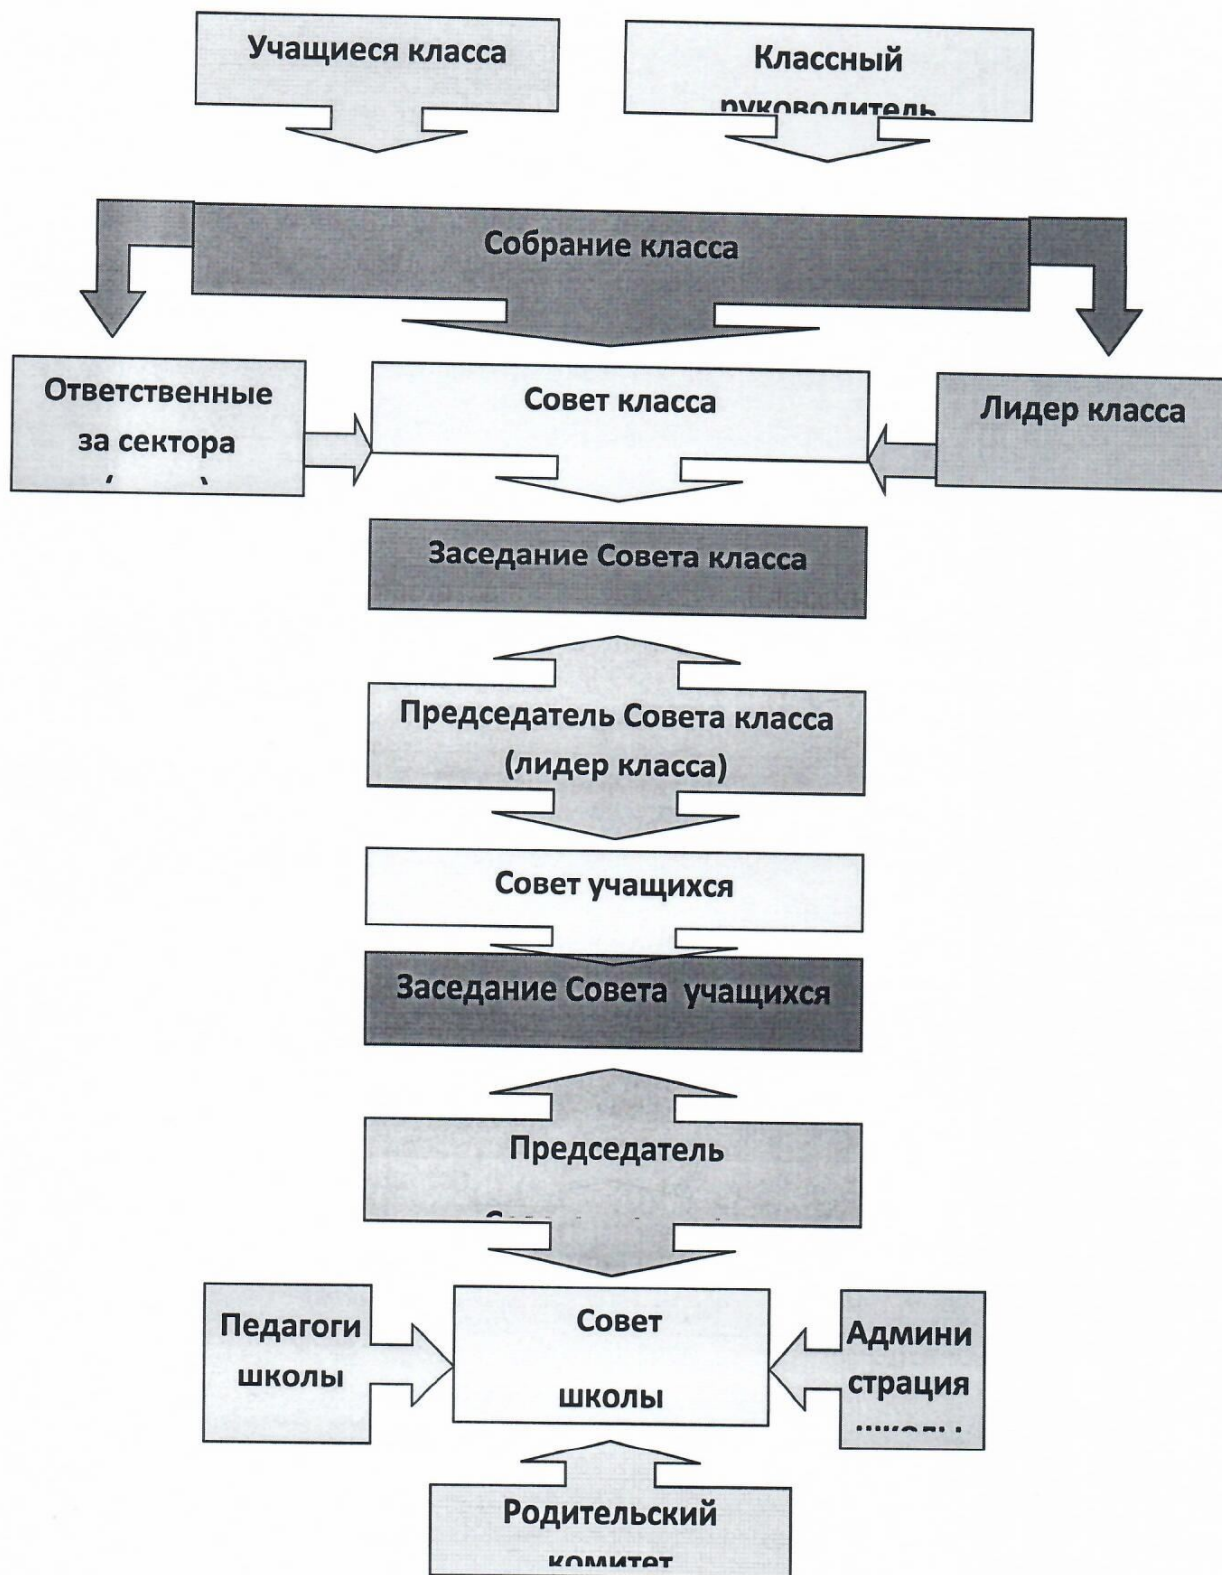 Учащиеся класса
Классный
руководитель
Собрание класса
Ответственные
за сектора
Совет класса
Лидер класса
Заседание Совета класса
Председатель Совета класса
(лидер класса)
Совет учащихся
Заседание Совета учащихся
Председатель
Педагоги
школы
Совет
школы
Админи
страция
школы
Родительский
комитет